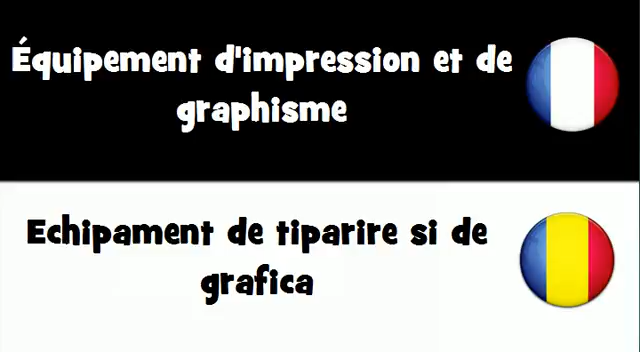 Équipement d'impression et de
graphisme
Echipament de tiparire si de
grafica